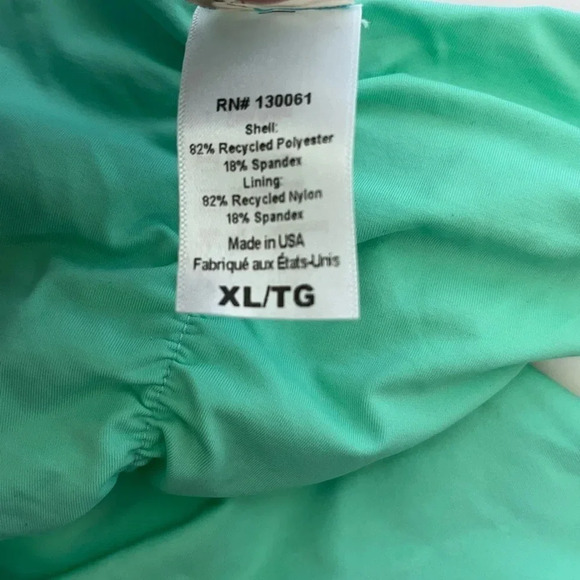 RN# 130061
Shell:
82% Recycled Polyester
18% Spandex
Lining:
82% Recycled Nylon
18% Spandex
Made in USA
Fabriqué aux États-Unis
XL/TG